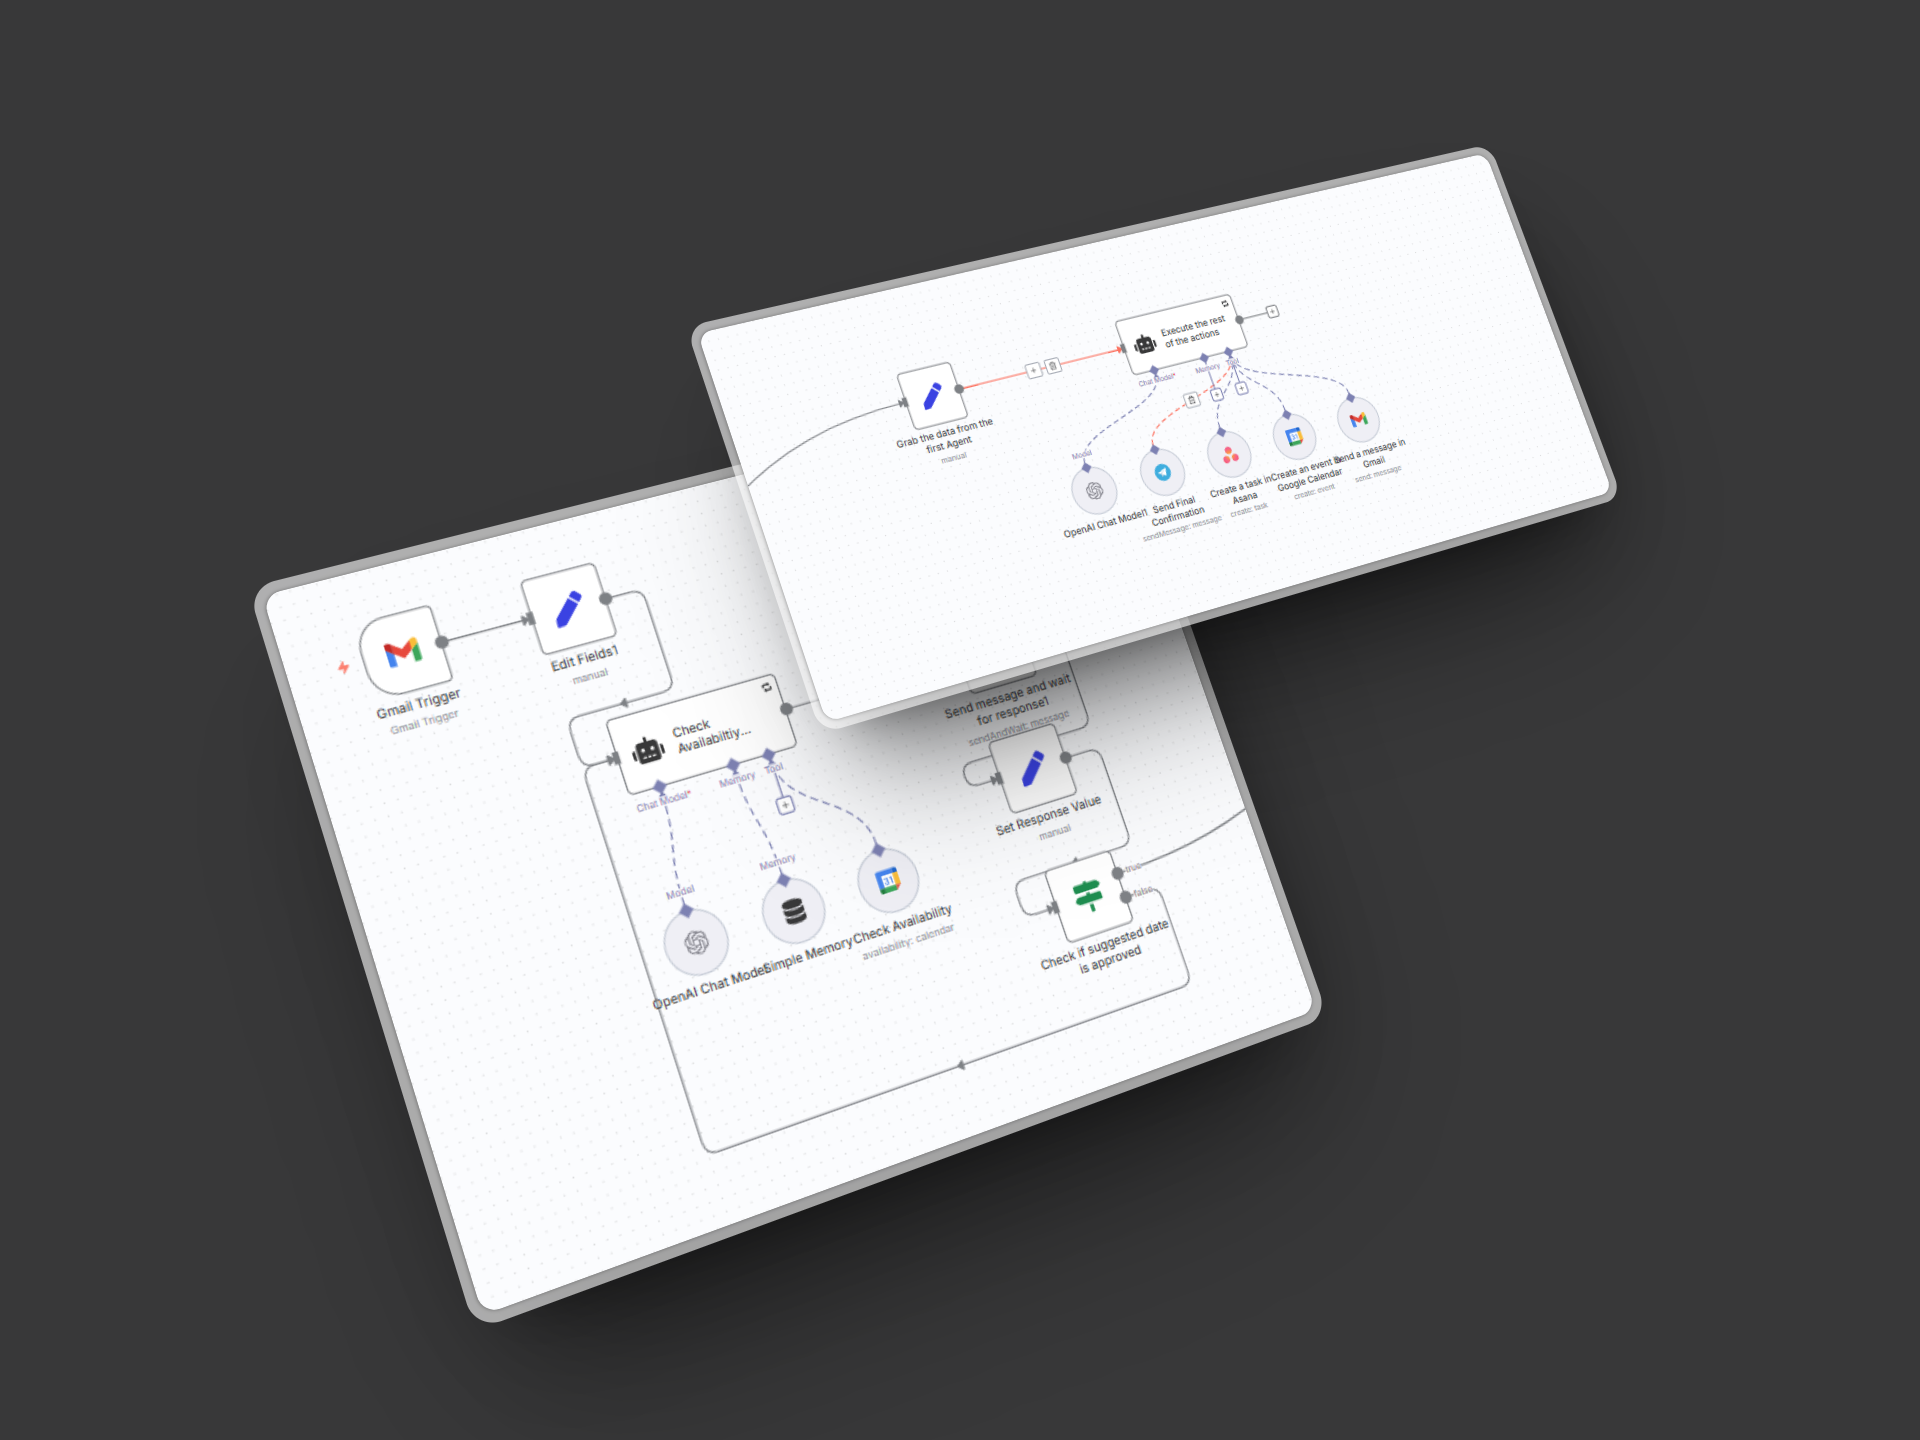 Execute the rest
of the actions
Chat Model*
Memory
Tool
Grab the data from the
first Agent
manual
Model
OpenAI Chat Model1
Send Final
Confirmation
sendMessage: message
Create a task in
Asana
create: task
Create an event
Google Calendar
create: event
Send a message in
Gmail
send: message
Gmail Trigger
Gmail Trigger
Edit Fields1
manual
Check
Availabiltiy...
Chat Model*
Memory
Tool
Model
OpenAI Chat Model
Memory
Simple Memory
31
Check Availability
availability: calendar
Send message and wait
for response1
sendAndWait: message
Set Response Value
manual
true
false
Check if suggested date
is approved